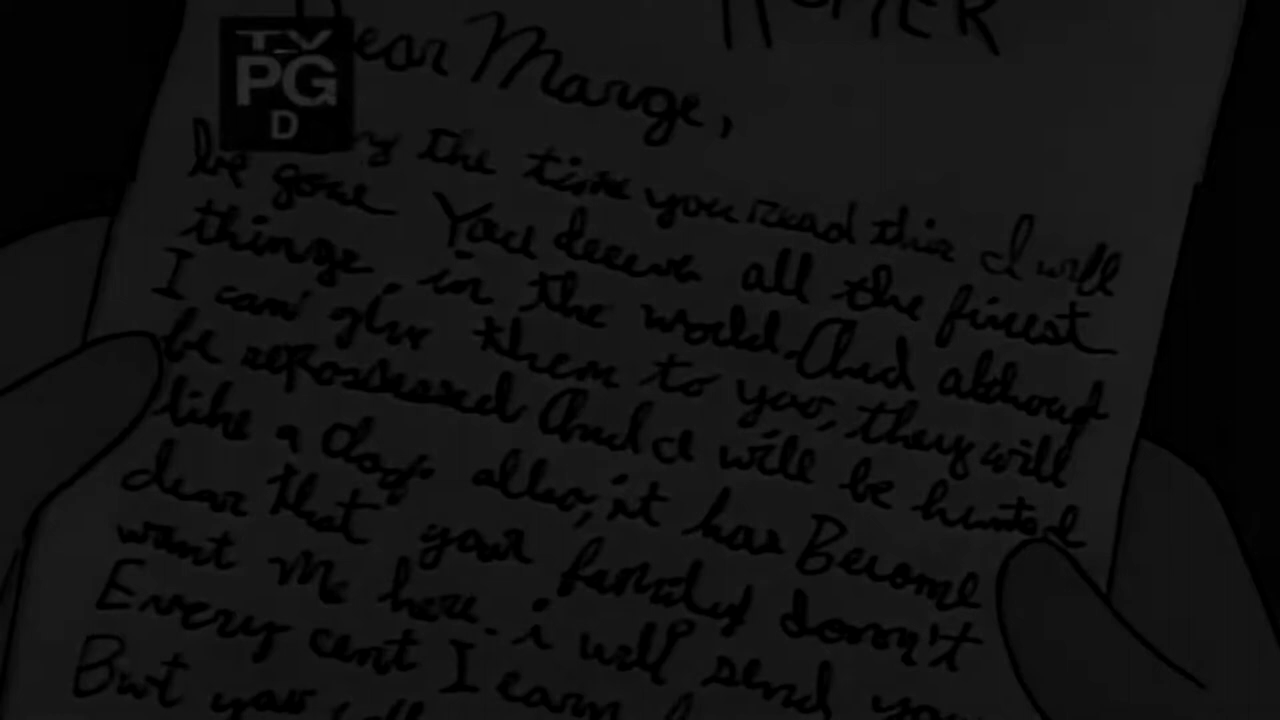 HOMER
TV
PG
D
Dear Marge,
By the time you read this I will
be gone You deserve all the finest
things in the world And althoug
I can' give them to you, they will
be repossessed And I will be hunted
like a dog. allso, it has Become
clear that your family donn't
want me here. i will send you
Every cent I earn
But you